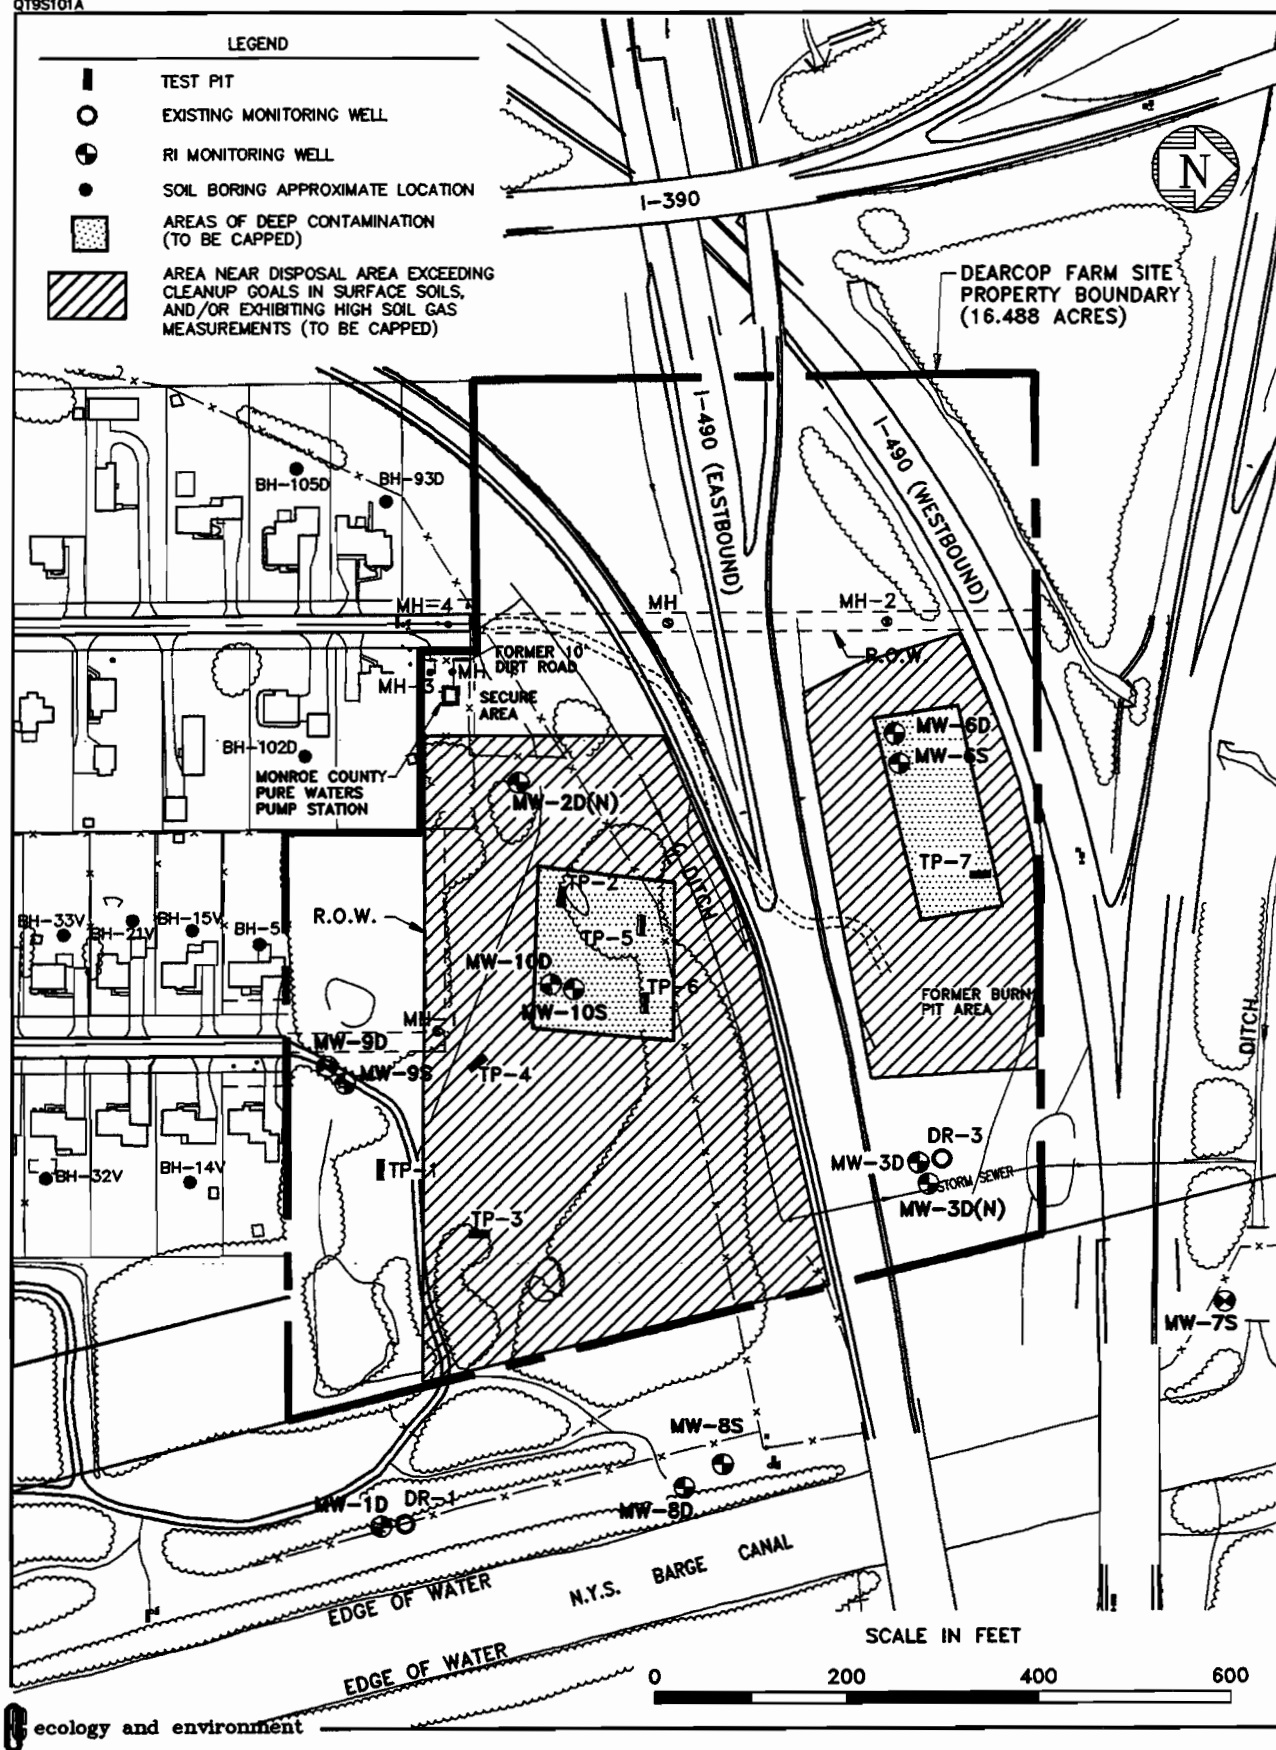 QT9S101A
LEGEND
TEST PIT
EXISTING MONITORING WELL
RI MONITORING WELL
SOIL BORING APPROXIMATE LOCATION
AREAS OF DEEP CONTAMINATION
(TO BE CAPPED)
AREA NEAR DISPOSAL AREA EXCEEDING
CLEANUP GOALS IN SURFACE SOILS,
AND/OR EXHIBITING HIGH SOIL GAS
MEASUREMENTS (TO BE CAPPED)
I-390
N
DEARCOP FARM SITE
PROPERTY BOUNDARY
(16.488 ACRES)
I-490 (EASTBOUND)
I-490 (WESTBOUND)
BH-105D
BH-93D
MH-4
MH
MH-2
R.O.W.
FORMER 10'
DIRT ROAD
MH-3
MH
SECURE
AREA
BH-102D
MONROE COUNTY
PURE WATERS
PUMP STATION
MW-6D
MW-6S
MW-2D(N)
TP-7
TP-2
DITCH
BH-33V
BH-21V
BH-15V
BH-5
R.O.W.
TP-5
MW-10D
TP-6
MW-10S
FORMER BURN
PIT AREA
MH-1
MW-9D
MW-9S
TP-4
DITCH
DR-3
MW-3D
STORM SEWER
MW-3D(N)
BH-32V
BH-14V
TP-1
TP-3
MW-7S
MW-8S
MW-8D
MW-1D
DR-1
EDGE OF WATER
N.Y.S. BARGE CANAL
EDGE OF WATER
SCALE IN FEET
0 200 400 600
ecology and environment